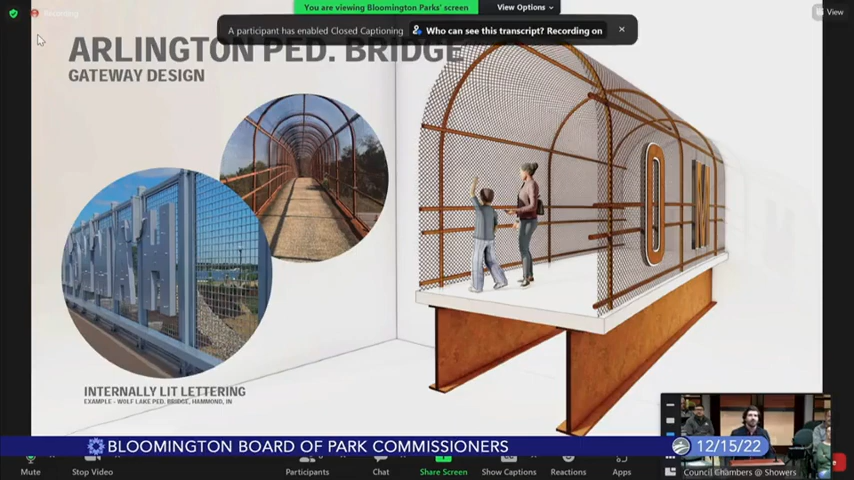 Recording
You are viewing Bloomington Parks' screen
View Options
View
A participant has enabled Closed Captioning
Who can see this transcript? Recording on
ARLINGTON PED. BRIDGE
GATEWAY DESIGN
O M
INTERNALLY LIT LETTERING
EXAMPLE - WOLF LAKE PED. BRIDGE, HAMMOND, IN
BLOOMINGTON BOARD OF PARK COMMISSIONERS
12/15/22
Mute
Stop Video
Participants
Chat
Share Screen
Show Captions
Reactions
Apps
Council Chambers @ Showers